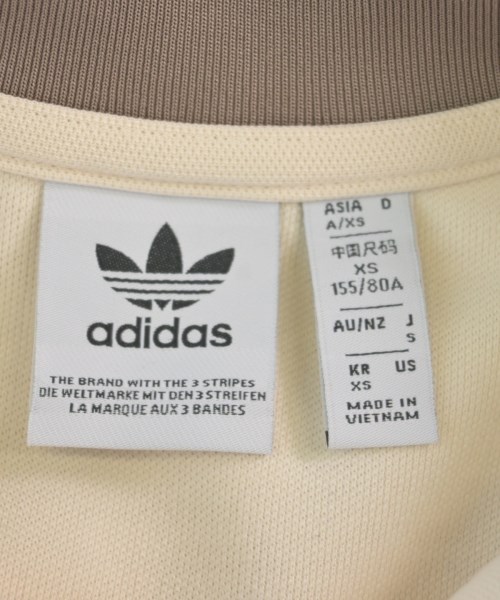 adidas
THE BRAND WITH THE 3 STRIPES
DIE WELTMARKE MIT DEN 3 STREIFEN
LA MARQUE AUX 3 BANDES
ASIA D
A/XS
中国尺码
XS
155/80A
AU/NZ J
S
KR US
XS
MADE IN
VIETNAM